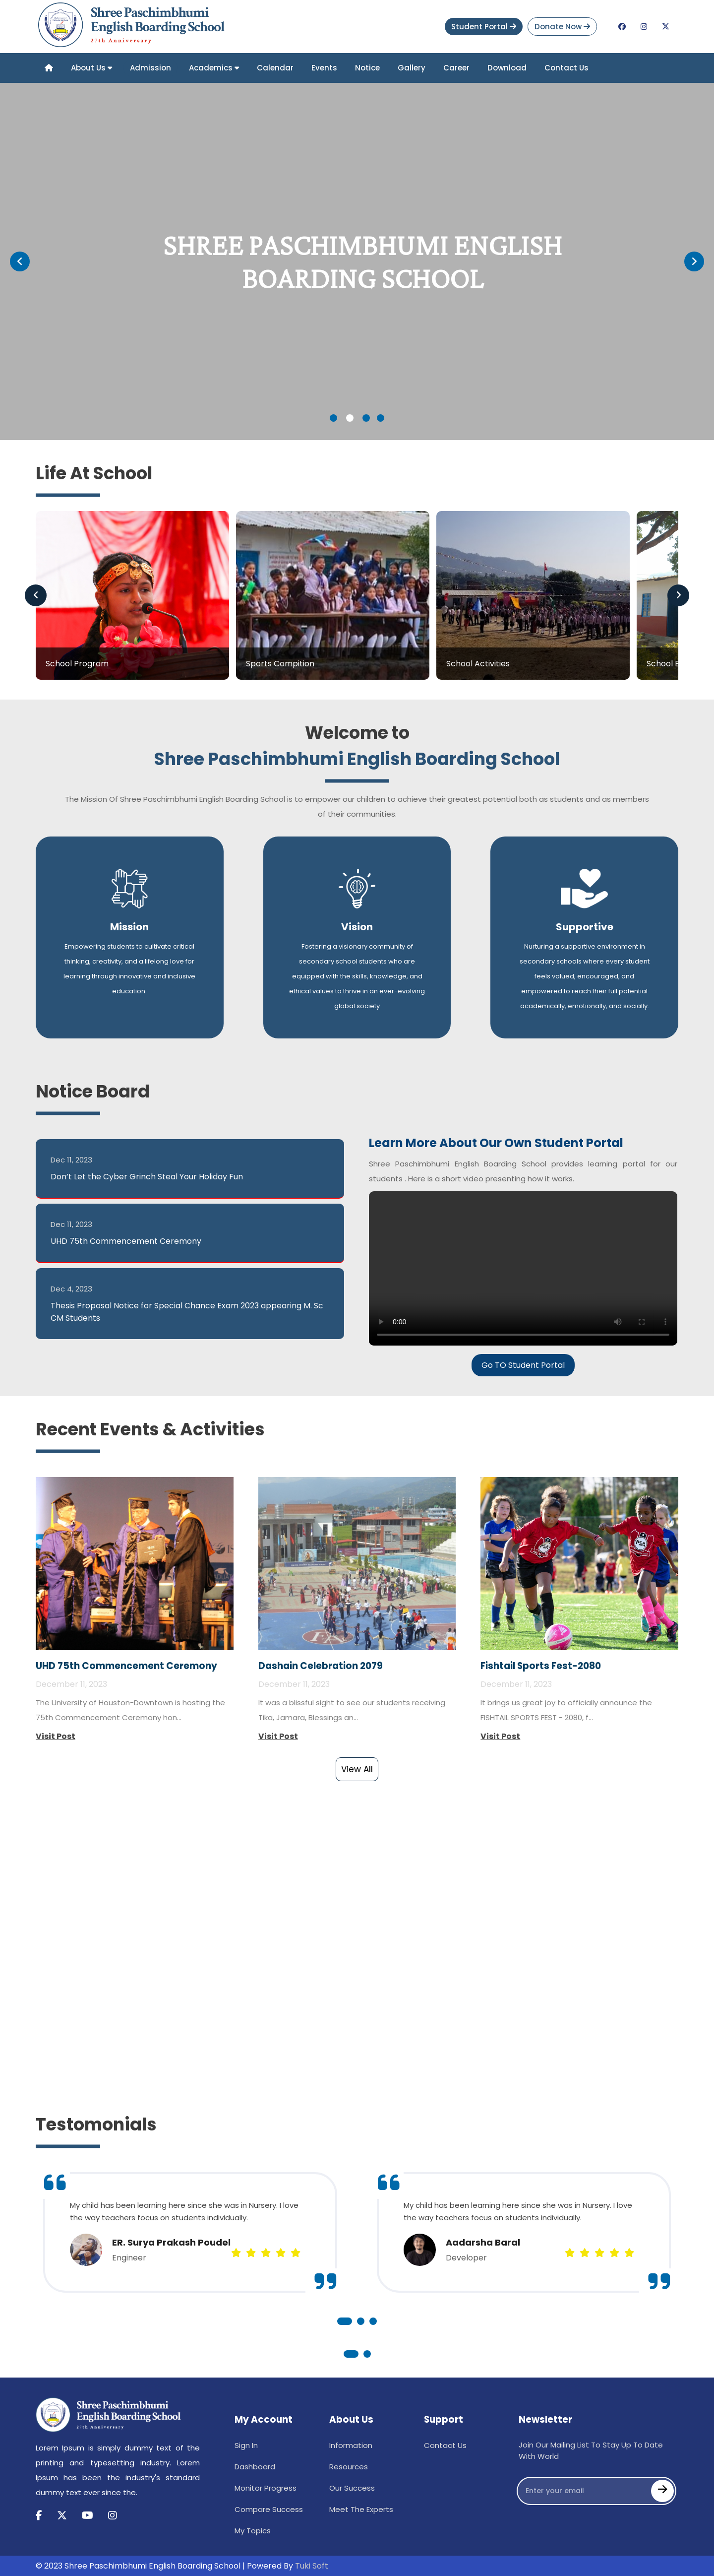 Shree Paschimbhumi
English Boarding School
27th Anniversary
Student Portal
Donate Now
About Us
Admission
Academics
Calendar
Events
Notice
Gallery
Career
Download
Contact Us
SHREE PASCHIMBHUMI ENGLISH
BOARDING SCHOOL
Life At School
School Program
Sports Compition
School Activities
School E
Welcome to
Shree Paschimbhumi English Boarding School
The Mission Of Shree Paschimbhumi English Boarding School is to empower our children to achieve their greatest potential both as students and as members
of their communities.
Mission
Empowering students to cultivate critical
thinking, creativity, and a lifelong love for
learning through innovative and inclusive
education.
Vision
Fostering a visionary community of
secondary school students who are
equipped with the skills, knowledge, and
ethical values to thrive in an ever-evolving
global society
Supportive
Nurturing a supportive environment in
secondary schools where every student
feels valued, encouraged, and
empowered to reach their full potential
academically, emotionally, and socially.
Notice Board
Dec 11, 2023
Don't Let the Cyber Grinch Steal Your Holiday Fun
Dec 11, 2023
UHD 75th Commencement Ceremony
Dec 4, 2023
Thesis Proposal Notice for Special Chance Exam 2023 appearing M. Sc
CM Students
Learn More About Our Own Student Portal
Shree Paschimbhumi English Boarding School provides learning portal for our
students . Here is a short video presenting how it works.
0:00
Go TO Student Portal
Recent Events & Activities
UHD 75th Commencement Ceremony
December 11, 2023
The University of Houston-Downtown is hosting the
75th Commencement Ceremony hon...
Visit Post
Dashain Celebration 2079
December 11, 2023
It was a blissful sight to see our students receiving
Tika, Jamara, Blessings an...
Visit Post
Fishtail Sports Fest-2080
December 11, 2023
It brings us great joy to officially announce the
FISHTAIL SPORTS FEST - 2080, f...
Visit Post
View All
Testomonials
My child has been learning here since she was in Nursery. I love
the way teachers focus on students individually.
ER. Surya Prakash Poudel
Engineer
My child has been learning here since she was in Nursery. I love
the way teachers focus on students individually.
Aadarsha Baral
Developer
Shree Paschimbhumi
English Boarding School
27th Anniversary
Lorem Ipsum is simply dummy text of the
printing and typesetting industry. Lorem
Ipsum has been the industry's standard
dummy text ever since the.
My Account
Sign In
Dashboard
Monitor Progress
Compare Success
My Topics
About Us
Information
Resources
Our Success
Meet The Experts
Support
Contact Us
Newsletter
Join Our Mailing List To Stay Up To Date
With World
Enter your email
© 2023 Shree Paschimbhumi English Boarding School | Powered By Tuki Soft